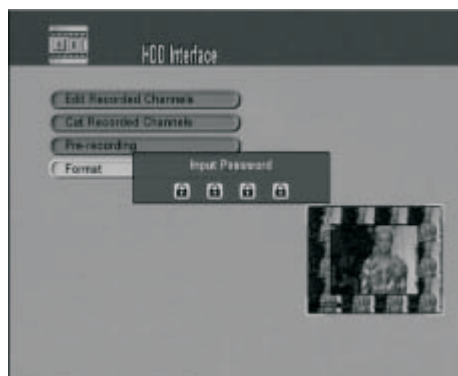 HDD Interface
Edit Recorded Channels
Cut Recorded Channels
Pre-recording
Format
Input Password